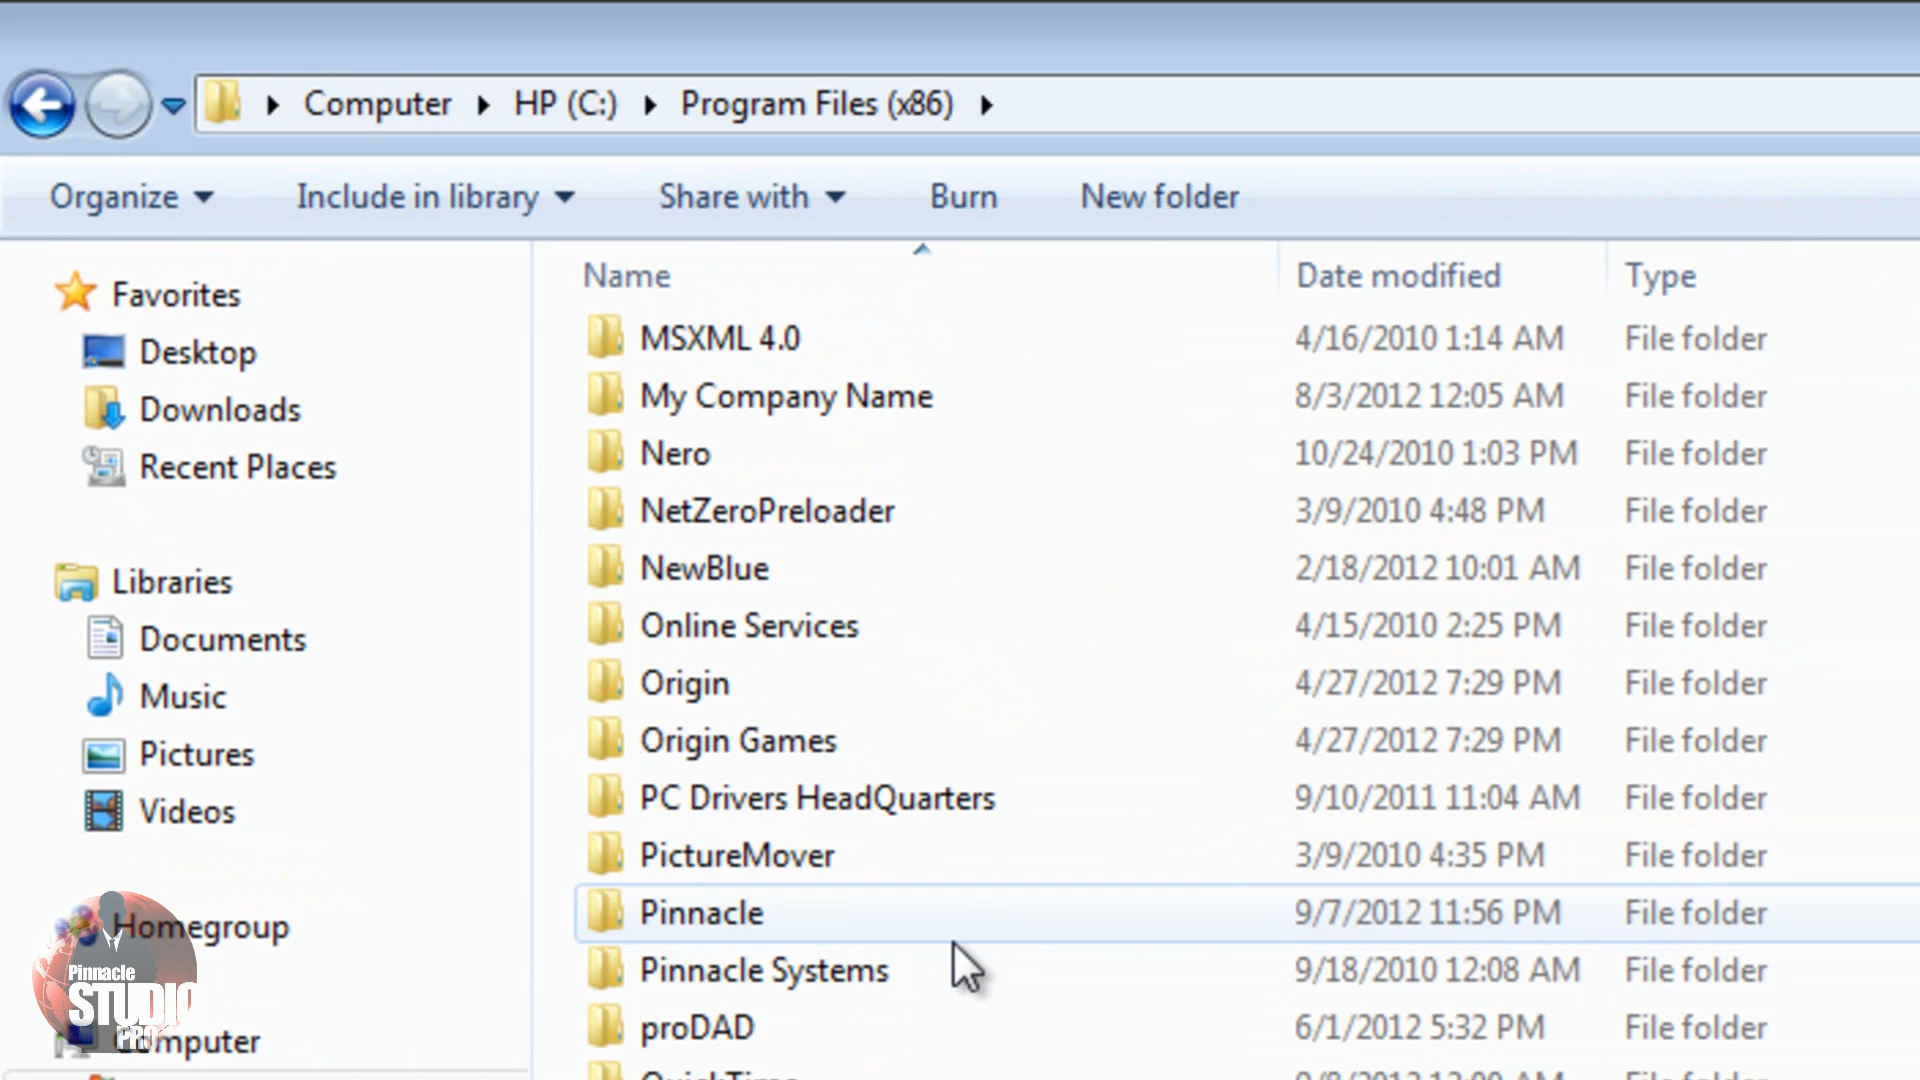 Computer HP (C:) Program Files (x86)
Organize Include in library Share with Burn New folder
Favorites
Desktop
Downloads
Recent Places
Libraries
Documents
Music
Pictures
Videos
Homegroup
Computer
Name Date modified Type
MSXML 4.0 4/16/2010 1:14 AM File folder
My Company Name 8/3/2012 12:05 AM File folder
Nero 10/24/2010 1:03 PM File folder
NetZeroPreloader 3/9/2010 4:48 PM File folder
NewBlue 2/18/2012 10:01 AM File folder
Online Services 4/15/2010 2:25 PM File folder
Origin 4/27/2012 7:29 PM File folder
Origin Games 4/27/2012 7:29 PM File folder
PC Drivers HeadQuarters 9/10/2011 11:04 AM File folder
PictureMover 3/9/2010 4:35 PM File folder
Pinnacle 9/7/2012 11:56 PM File folder
Pinnacle Systems 9/18/2010 12:08 AM File folder
proDAD 6/1/2012 5:32 PM File folder
Pinnacle
STUDIO
PRO